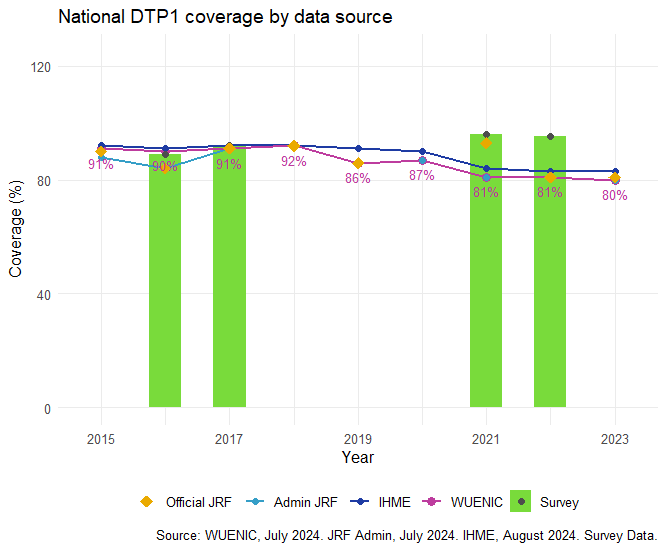 National DTP1 coverage by data source
120
80
40
0
Coverage (%)
91%
90%
91%
92%
86%
87%
81%
81%
80%
2015
2017
2019
2021
2023
Year
Official JRF
Admin JRF
IHME
WUENIC
Survey
Source: WUENIC, July 2024. JRF Admin, July 2024. IHME, August 2024. Survey Data.